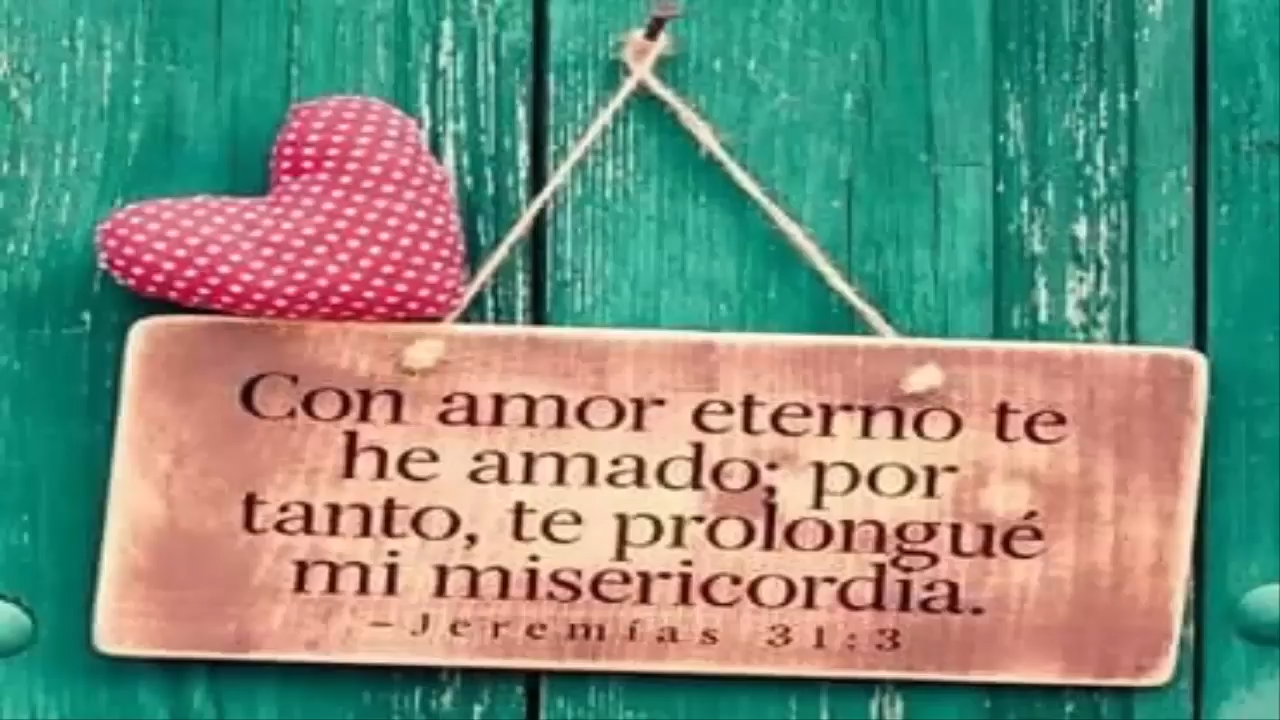 Con amor eterno te
he amado; por
tanto, te prolongué
mi misericordia.
-Jeremías 31:3